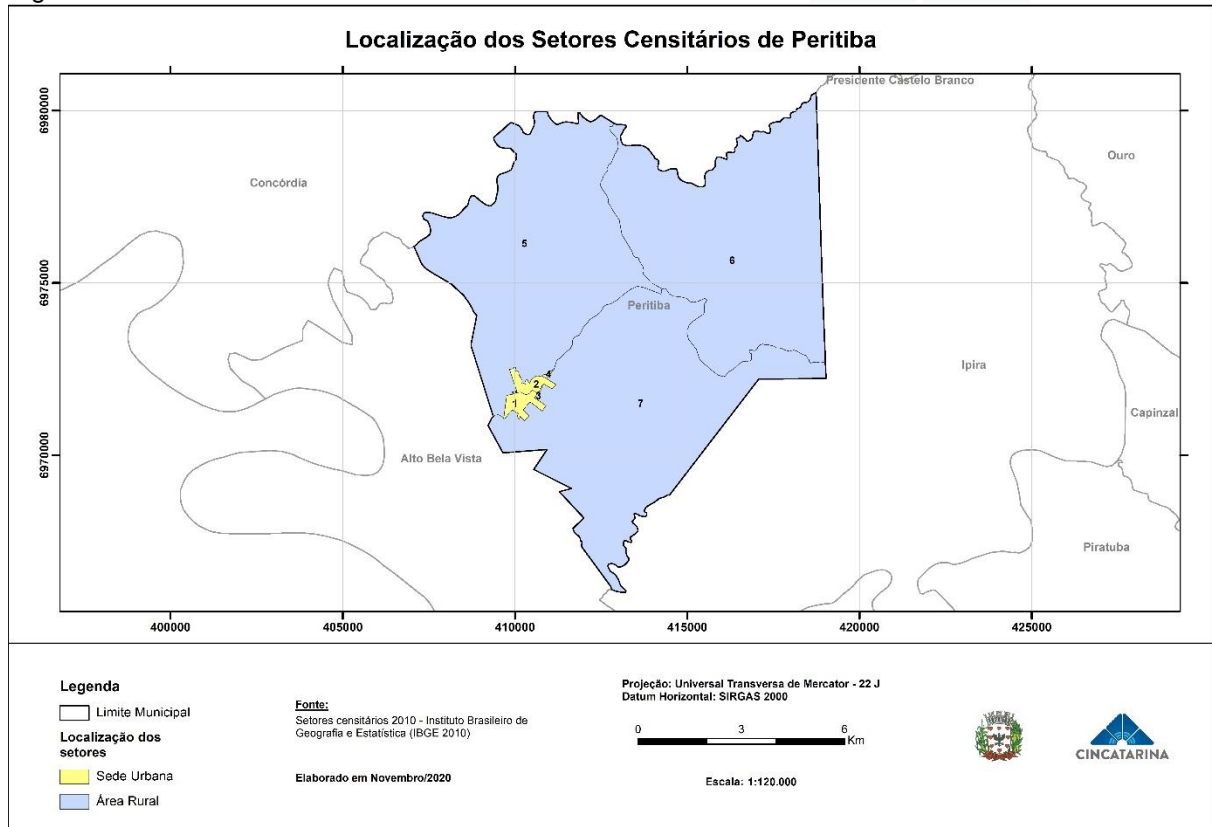 Localização dos Setores Censitários de Peritiba
Presidente Castelo Branco
6980000
Ouro
Concórdia
5
6
6975000
Peritiba
Ipira
4
2
3
1
7
Capinzal
6970000
Alto Bela Vista
Piratuba
400000 405000 410000 415000 420000 425000
Legenda
Limite Municipal
Localização dos
setores
Sede Urbana
Área Rural
Fonte:
Setores censitários 2010 - Instituto Brasileiro de
Geografia e Estatística (IBGE 2010)
Elaborado em Novembro/2020
Projeção: Universal Transversa de Mercator - 22 J
Datum Horizontal: SIRGAS 2000
0 3 6
Km
Escala: 1:120.000
CINCATARINA